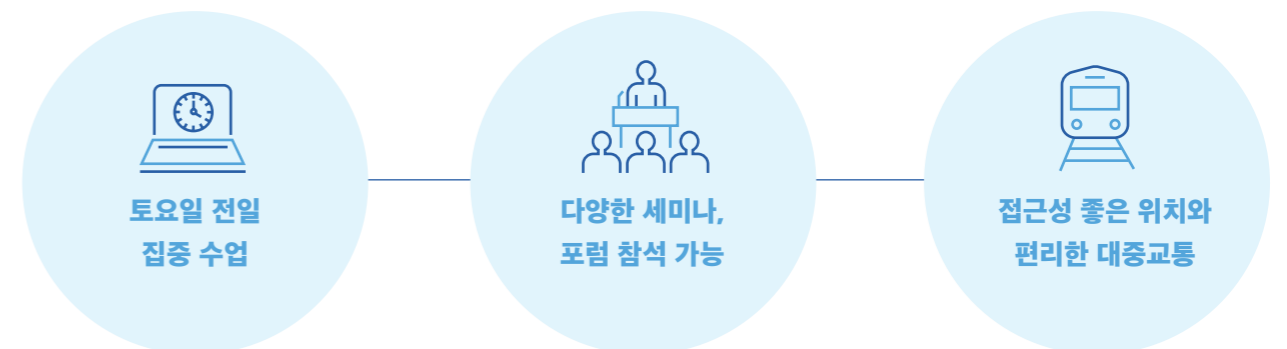 토요일 전일
집중 수업
다양한 세미나,
포럼 참석 가능
접근성 좋은 위치와
편리한 대중교통